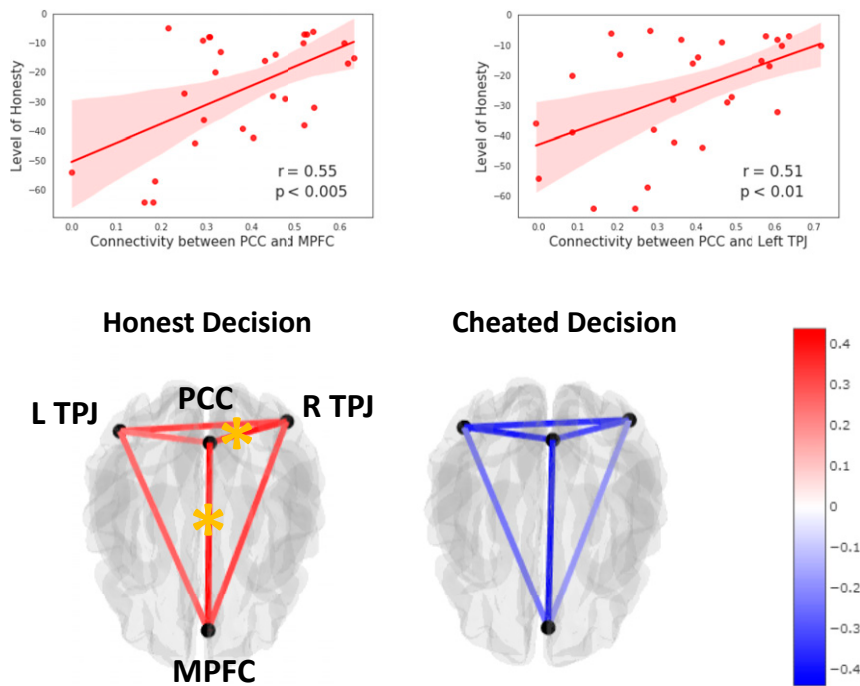 0
−10
−20
−30
−40
−50
−60
Level of Honesty
r = 0.55
p < 0.005
0.0 0.1 0.2 0.3 0.4 0.5 0.6
Connectivity between PCC and MPFC
0
−10
−20
−30
−40
−50
−60
Level of Honesty
r = 0.51
p < 0.01
0.0 0.1 0.2 0.3 0.4 0.5 0.6 0.7
Connectivity between PCC and Left TPJ
Honest Decision
L TPJ
PCC
R TPJ
MPFC
Cheated Decision
0.4
0.3
0.2
0.1
0
−0.1
−0.2
−0.3
−0.4